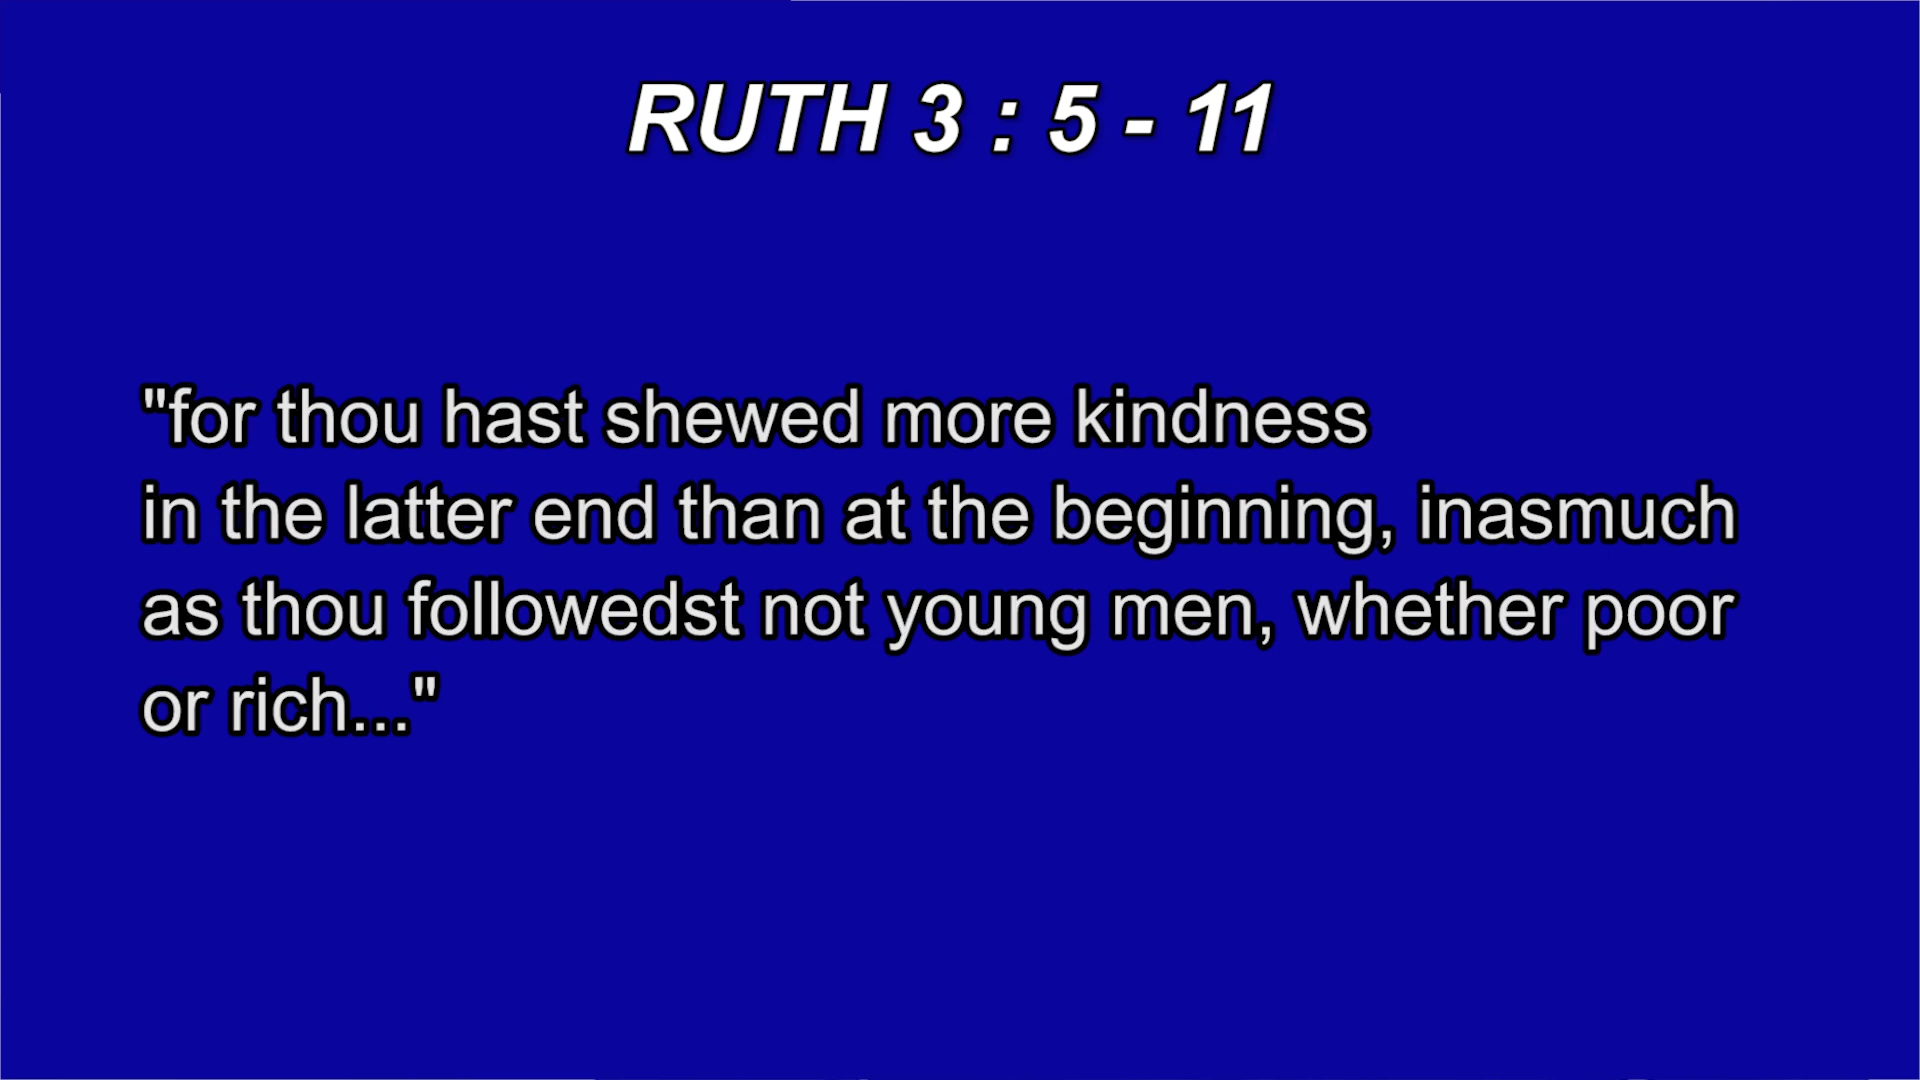 RUTH 3 : 5 - 11
"for thou hast shewed more kindness
in the latter end than at the beginning, inasmuch
as thou followedst not young men, whether poor
or rich..."